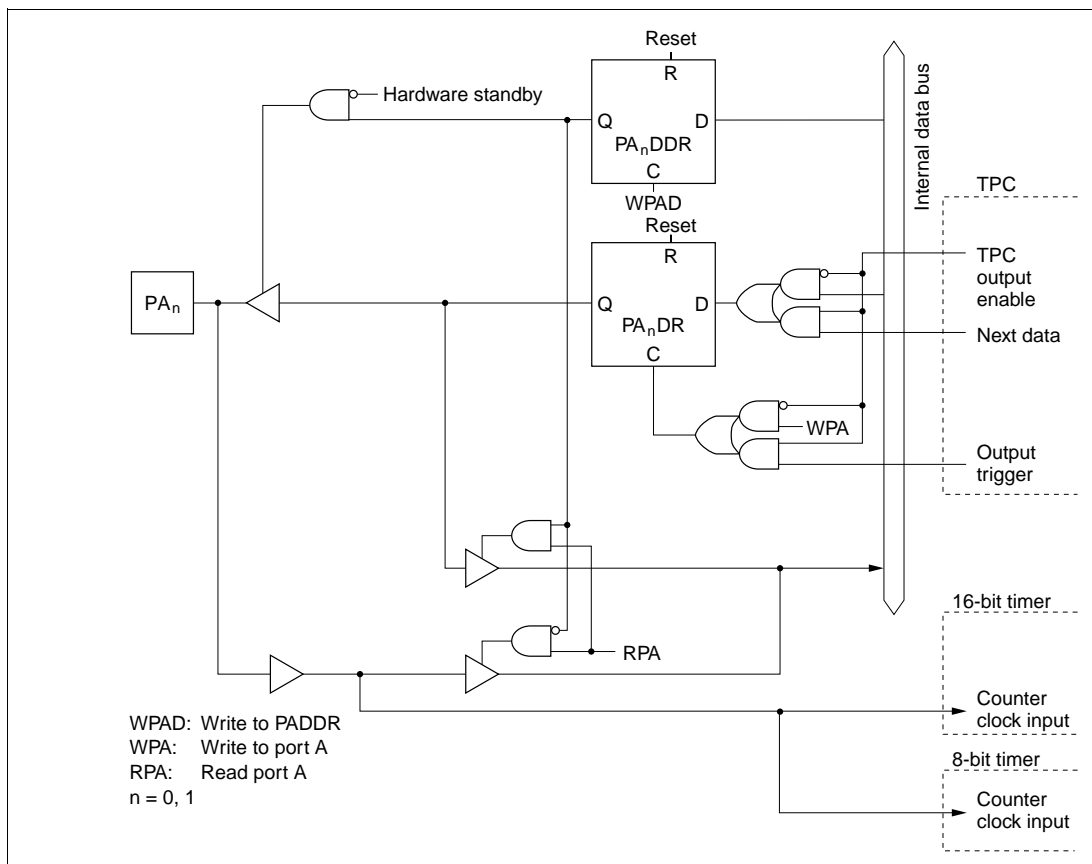 Reset
R
Hardware standby
Q
D
PAnDDR
C
WPAD
Internal data bus
TPC
Reset
R
TPC
output
enable
PAn
Q
D
PAnDR
Next data
C
WPA
Output
trigger
16-bit timer
RPA
Counter
clock input
WPAD: Write to PADDR
WPA: Write to port A
RPA: Read port A
n = 0, 1
8-bit timer
Counter
clock input